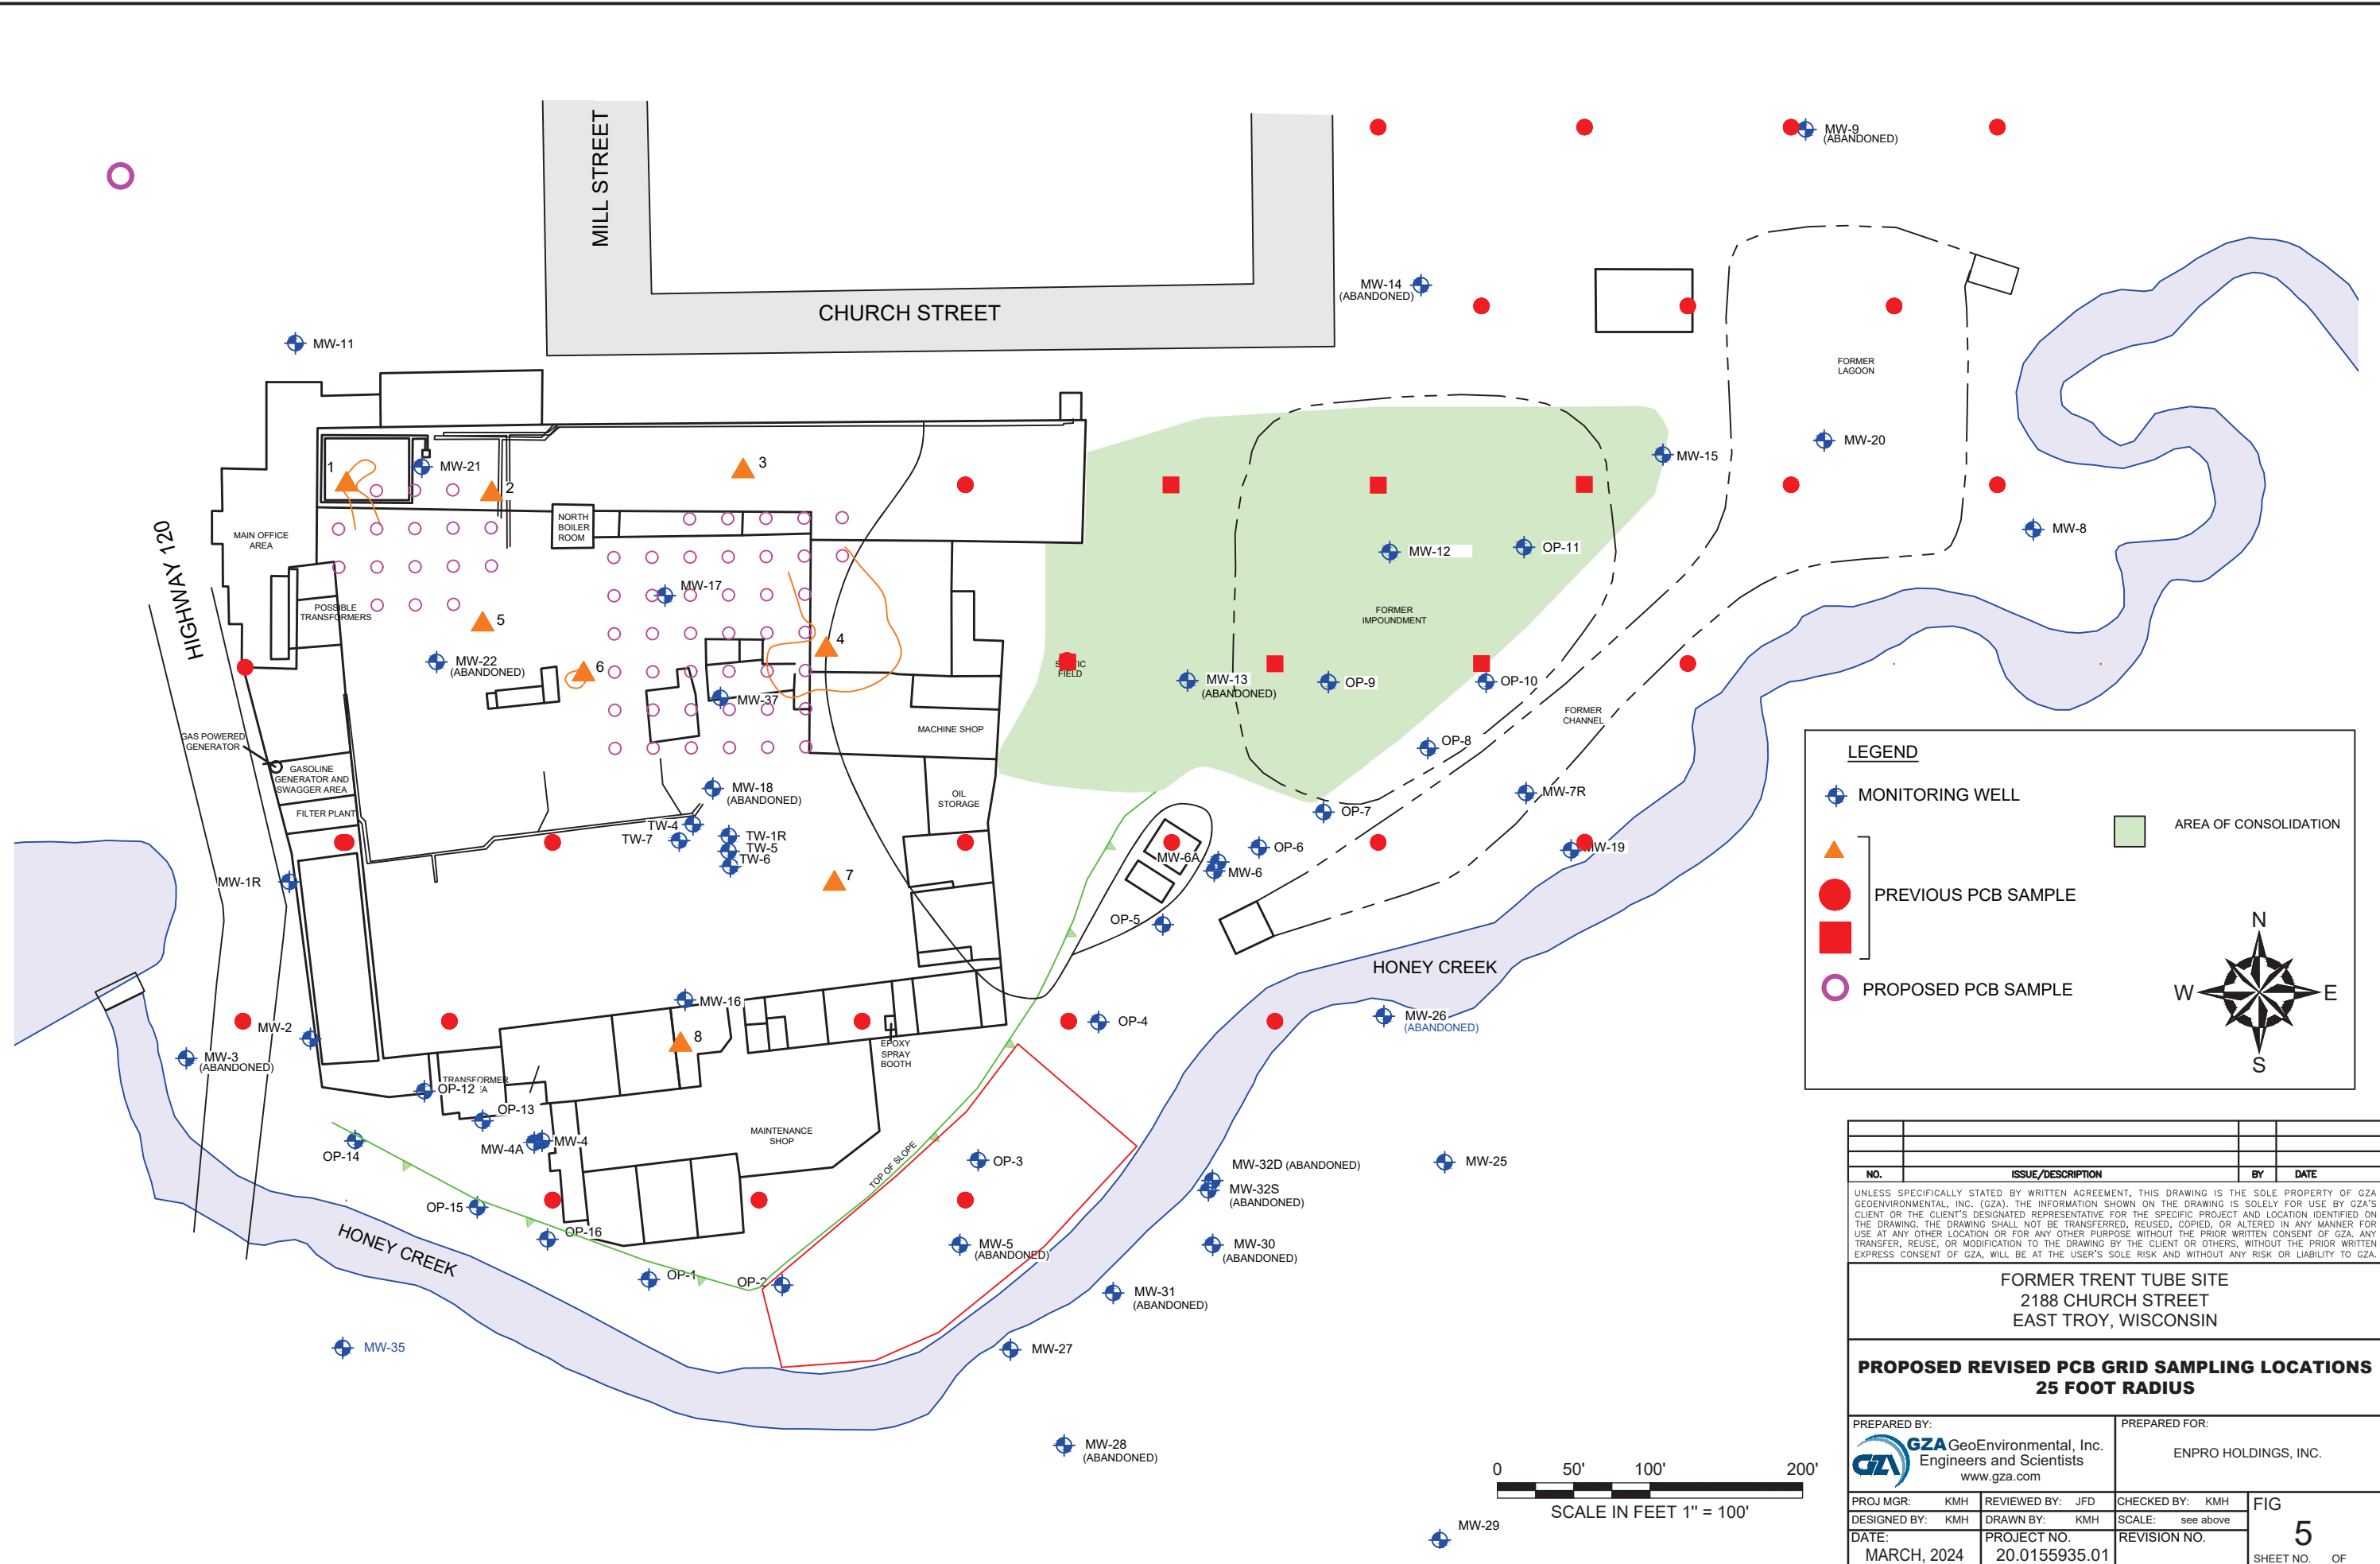 MILL STREET
CHURCH STREET
MW-9
(ABANDONED)
MW-14
(ABANDONED)
MW-11
FORMER
LAGOON
1
MW-21
2
3
MW-20
MW-15
MW-8
HIGHWAY 120
MAIN OFFICE
AREA
NORTH
BOILER
ROOM
MW-12
OP-11
MW-17
POSSIBLE
TRANSFORMERS
5
4
FORMER
IMPOUNDMENT
MW-22
(ABANDONED)
6
FIELD
MW-13
(ABANDONED)
OP-9
OP-10
MW-37
FORMER
CHANNEL
MACHINE SHOP
GAS POWERED
GENERATOR
OP-8
GASOLINE
GENERATOR AND
SWAGGER AREA
MW-18
(ABANDONED)
OIL
STORAGE
MW-7R
FILTER PLANT
OP-7
TW-4
TW-7
TW-1R
TW-5
TW-6
MW-6A
OP-6
MW-19
MW-6
MW-1R
7
OP-5
HONEY CREEK
MW-16
MW-2
OP-4
MW-26
(ABANDONED)
MW-3
(ABANDONED)
8
EPOXY
SPRAY
BOOTH
TRANSFORMER
OP-12
OP-13
MAINTENANCE
SHOP
MW-4A
MW-4
OP-14
TOP OF SLOPE
OP-3
MW-32D (ABANDONED)
MW-25
MW-32S
(ABANDONED)
OP-15
OP-16
HONEY CREEK
MW-5
(ABANDONED)
MW-30
(ABANDONED)
OP-1
OP-2
MW-31
(ABANDONED)
MW-35
MW-27
MW-28
(ABANDONED)
MW-29
0 50' 100' 200'
SCALE IN FEET 1" = 100'
LEGEND
MONITORING WELL
AREA OF CONSOLIDATION
PREVIOUS PCB SAMPLE
PROPOSED PCB SAMPLE
N
W E
S
NO. ISSUE/DESCRIPTION BY DATE
UNLESS SPECIFICALLY STATED BY WRITTEN AGREEMENT, THIS DRAWING IS THE SOLE PROPERTY OF GZA
GEOENVIRONMENTAL, INC. (GZA). THE INFORMATION SHOWN ON THE DRAWING IS SOLELY FOR USE BY GZA'S
CLIENT OR THE CLIENT'S DESIGNATED REPRESENTATIVE FOR THE SPECIFIC PROJECT AND LOCATION IDENTIFIED ON
THE DRAWING. THE DRAWING SHALL NOT BE TRANSFERRED, REUSED, COPIED, OR ALTERED IN ANY MANNER FOR
USE AT ANY OTHER LOCATION OR FOR ANY OTHER PURPOSE WITHOUT THE PRIOR WRITTEN CONSENT OF GZA. ANY
TRANSFER, REUSE, OR MODIFICATION TO THE DRAWING BY THE CLIENT OR OTHERS, WITHOUT THE PRIOR WRITTEN
EXPRESS CONSENT OF GZA, WILL BE AT THE USER'S SOLE RISK AND WITHOUT ANY RISK OR LIABILITY TO GZA.
FORMER TRENT TUBE SITE
2188 CHURCH STREET
EAST TROY, WISCONSIN
PROPOSED REVISED PCB GRID SAMPLING LOCATIONS
25 FOOT RADIUS
PREPARED BY:
GZA
GZA GeoEnvironmental, Inc.
Engineers and Scientists
www.gza.com
PREPARED FOR:
ENPRO HOLDINGS, INC.
PROJ MGR: KMH REVIEWED BY: JFD CHECKED BY: KMH
DESIGNED BY: KMH DRAWN BY: KMH SCALE: see above
DATE: PROJECT NO. REVISION NO.
MARCH, 2024 20.0155935.01
FIG
5
SHEET NO. OF